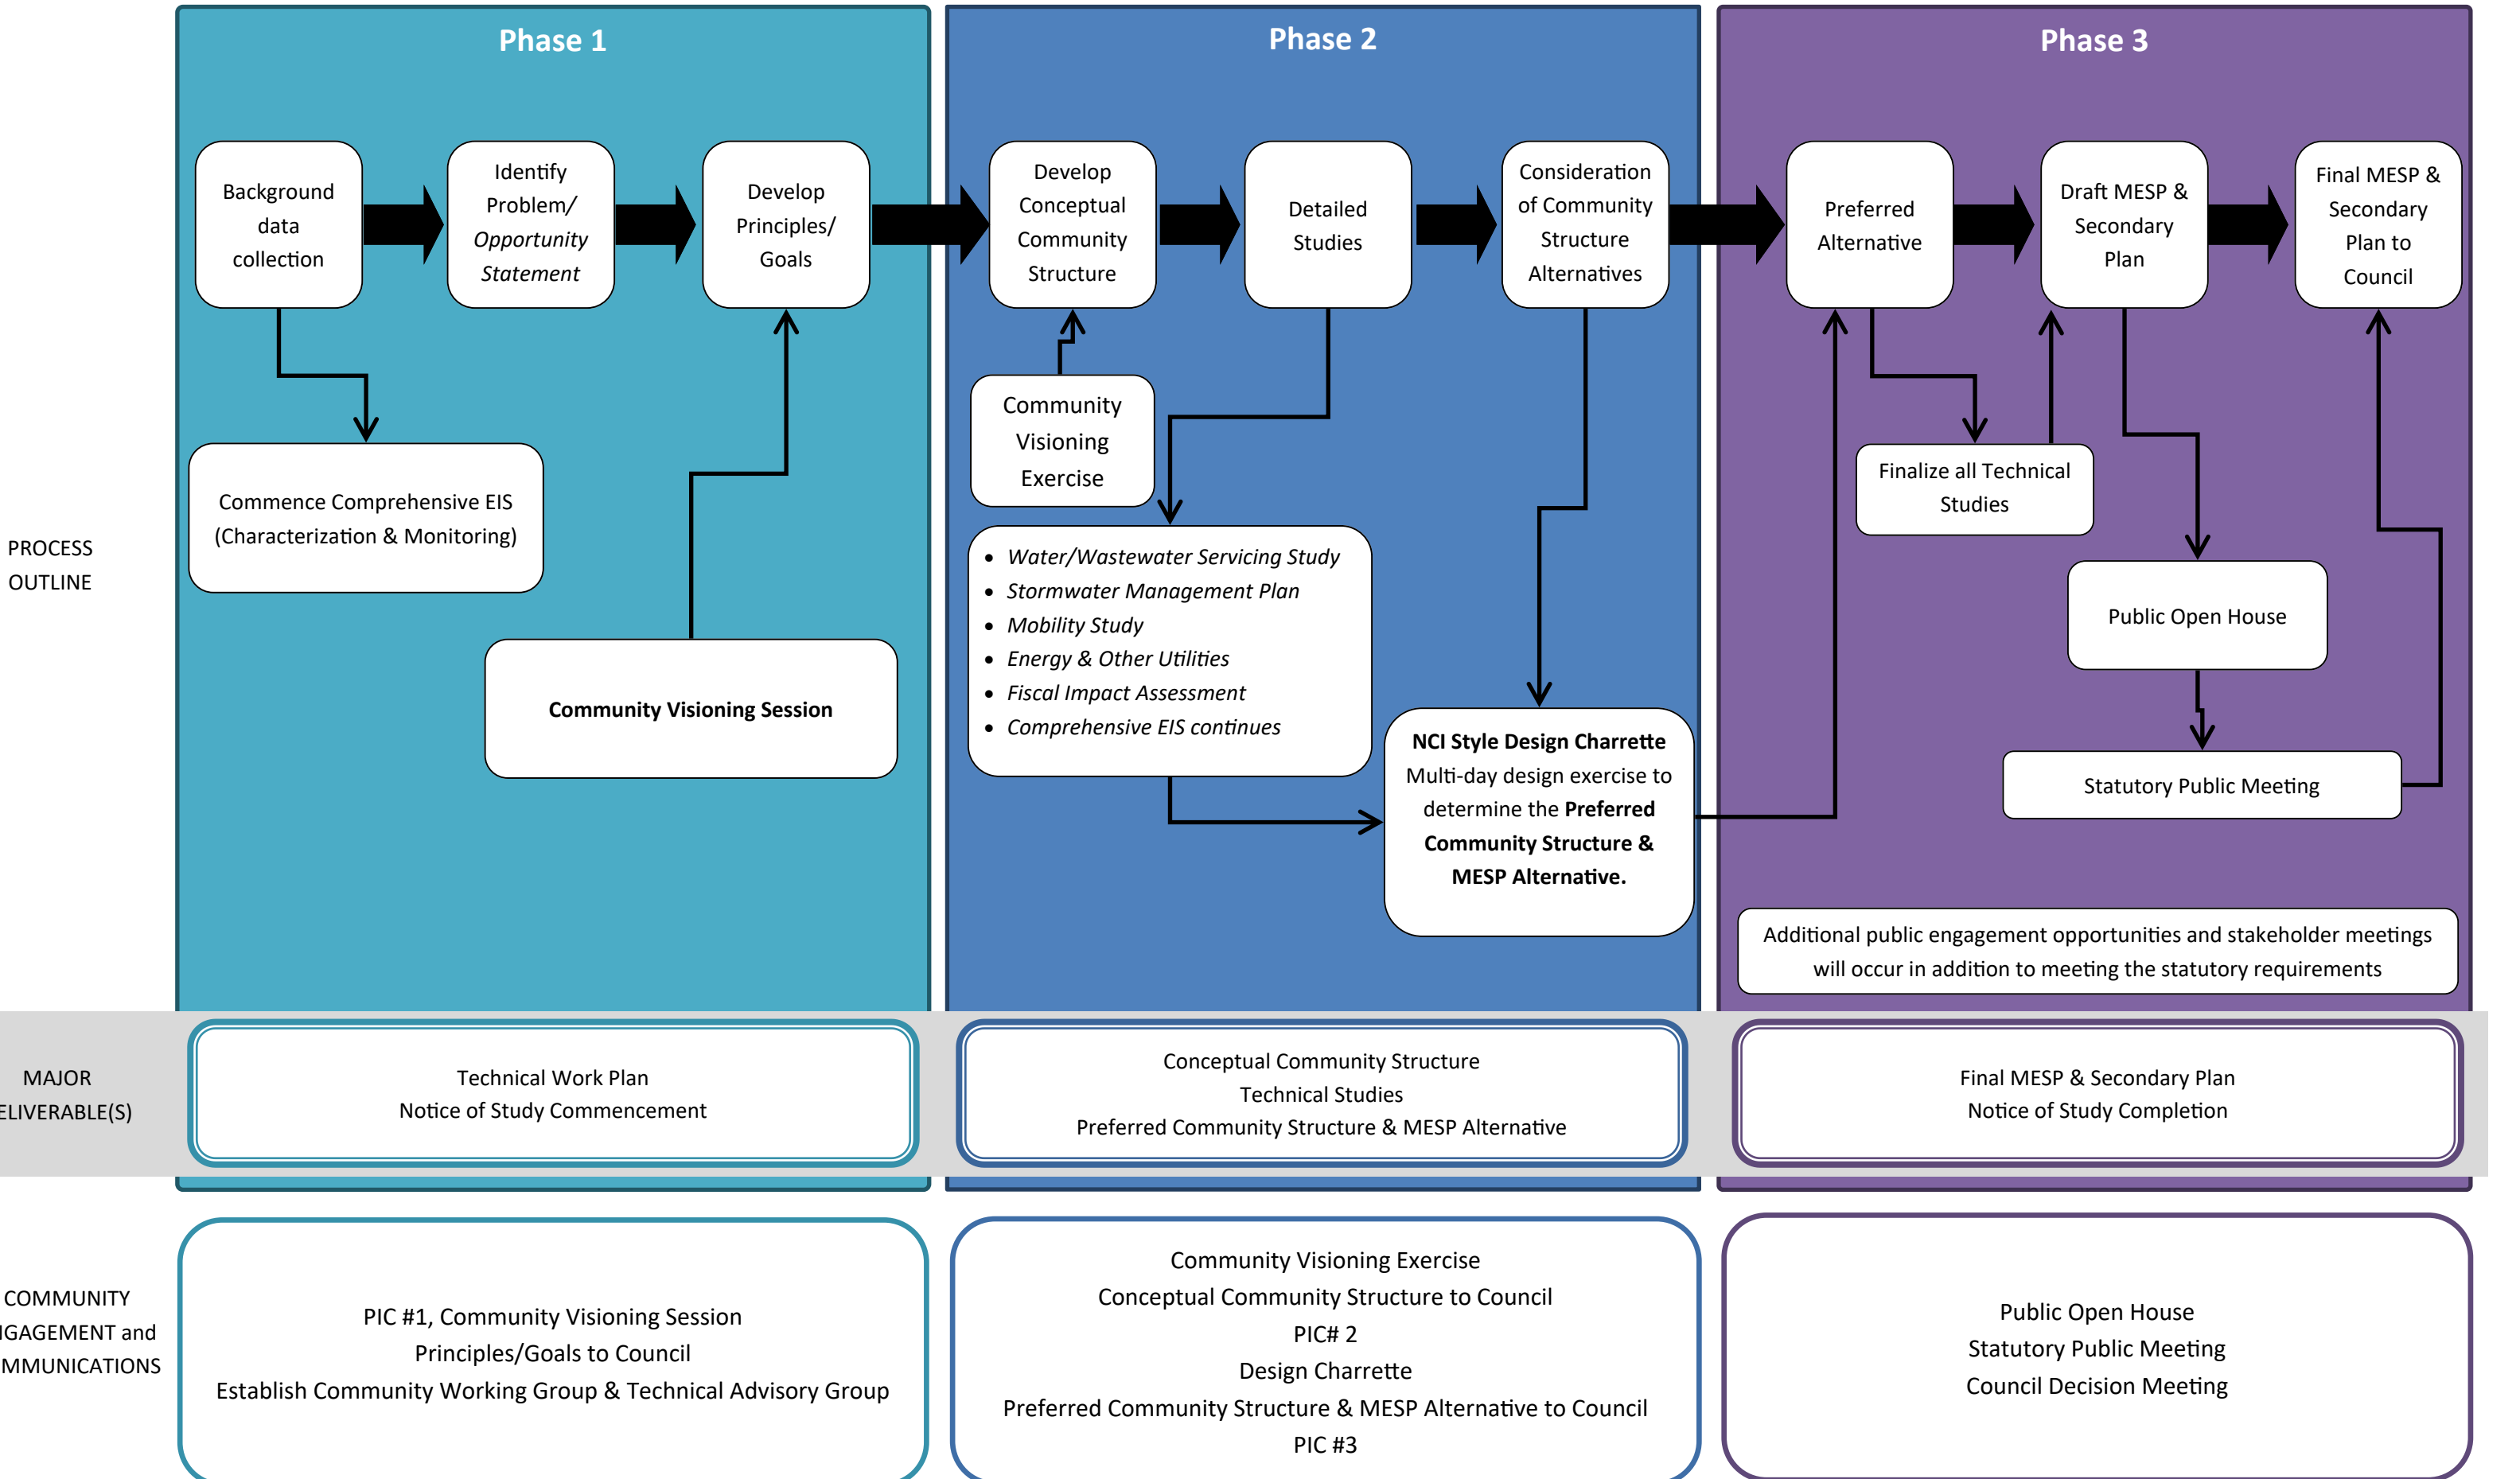 Phase 1
Background
data
collection
Identify
Problem/
Opportunity
Statement
Develop
Principles/
Goals
Commence Comprehensive EIS
(Characterization & Monitoring)
Community Visioning Session
Phase 2
Develop
Conceptual
Community
Structure
Detailed
Studies
Consideration
of Community
Structure
Alternatives
Community
Visioning
Exercise
• Water/Wastewater Servicing Study
• Stormwater Management Plan
• Mobility Study
• Energy & Other Utilities
• Fiscal Impact Assessment
• Comprehensive EIS continues
NCI Style Design Charrette
Multi-day design exercise to
determine the Preferred
Community Structure &
MESP Alternative.
Phase 3
Preferred
Alternative
Draft MESP &
Secondary
Plan
Final MESP &
Secondary
Plan to
Council
Finalize all Technical
Studies
Public Open House
Statutory Public Meeting
Additional public engagement opportunities and stakeholder meetings
will occur in addition to meeting the statutory requirements
PROCESS
OUTLINE
MAJOR
ELIVERABLE(S)
Technical Work Plan
Notice of Study Commencement
Conceptual Community Structure
Technical Studies
Preferred Community Structure & MESP Alternative
Final MESP & Secondary Plan
Notice of Study Completion
COMMUNITY
NGAGEMENT and
OMMUNICATIONS
PIC #1, Community Visioning Session
Principles/Goals to Council
Establish Community Working Group & Technical Advisory Group
Community Visioning Exercise
Conceptual Community Structure to Council
PIC# 2
Design Charrette
Preferred Community Structure & MESP Alternative to Council
PIC #3
Public Open House
Statutory Public Meeting
Council Decision Meeting